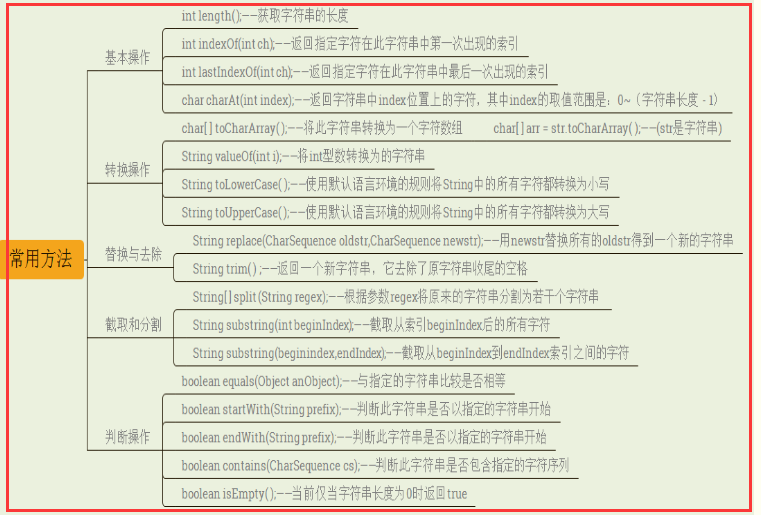 常用方法
基本操作
int length();——获取字符串的长度
int indexOf(int ch);——返回指定字符在此字符串中第一次出现的索引
int lastIndexOf(int ch);——返回指定字符在此字符串中最后一次出现的索引
char charAt(int index);——返回字符串中index位置上的字符，其中index的取值范围是：0~（字符串长度 - 1）
转换操作
char[ ] toCharArray( );——将此字符串转换为一个字符数组 char[ ] arr = str.toCharArray( );——(str是字符串)
String valueOf(int i);——将int型数转换为的字符串
String toLowerCase( );——使用默认语言环境的规则将String中的所有字符都转换为小写
String toUpperCase( );——使用默认语言环境的规则将String中的所有字符都转换为大写
替换与去除
String replace(CharSequence oldstr,CharSequence newstr);——用newstr替换所有的oldstr得到一个新的字符串
String trim( ) ;——返回一个新字符串，它去除了原字符串收尾的空格
截取和分割
String[ ] split (String regex);——根据参数regex将原来的字符串分割为若干个字符串
String substring(int beginIndex);——截取从索引beginIndex后的所有字符
String substring(beginindex,endIndex);——截取从beginIndex到endIndex索引之间的字符
判断操作
boolean equals(Object anObject);——与指定的字符串比较是否相等
boolean startWith(String prefix);——判断此字符串是否以指定的字符串开始
boolean endWith(String prefix);——判断此字符串是否以指定的字符串开始
boolean contains(CharSequence cs);——判断此字符串是否包含指定的字符序列
boolean isEmpty( );——当前仅当字符串长度为0时返回true